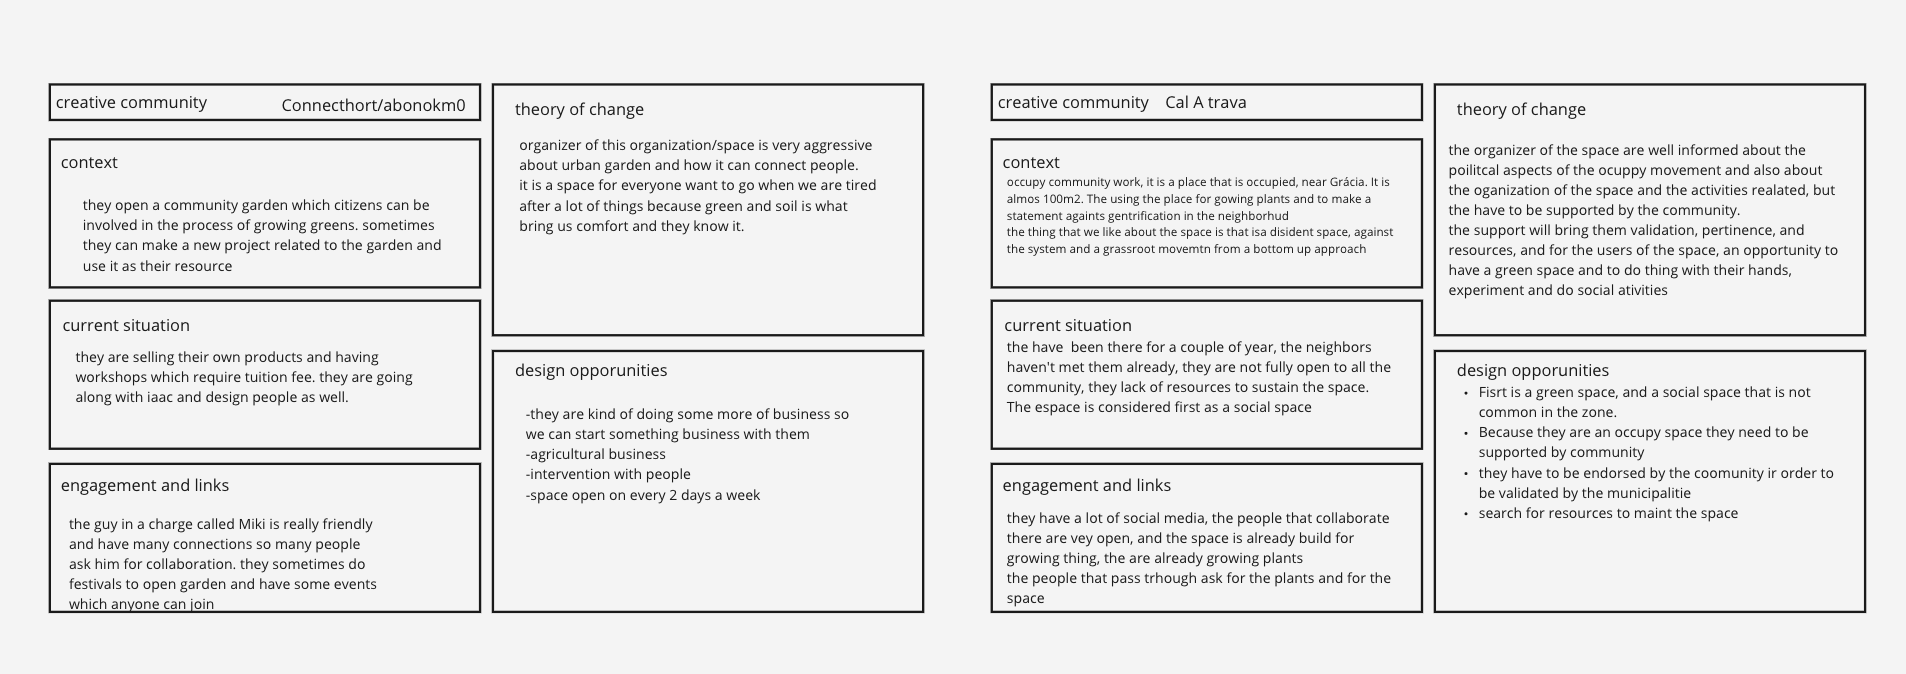 creative community Connecthort/abonokm0
context
they open a community garden which citizens can be
involved in the process of growing greens. sometimes
they can make a new project related to the garden and
use it as their resource
current situation
they are selling their own products and having
workshops which require tuition fee. they are going
along with iaac and design people as well.
engagement and links
the guy in a charge called Miki is really friendly
and have many connections so many people
ask him for collaboration. they sometimes do
festivals to open garden and have some events
which anyone can join
theory of change
organizer of this organization/space is very aggressive
about urban garden and how it can connect people.
it is a space for everyone want to go when we are tired
after a lot of things because green and soil is what
bring us comfort and they know it.
design opporunities
-they are kind of doing some more of business so
we can start something business with them
-agricultural business
-intervention with people
-space open on every 2 days a week
creative community Cal A trava
context
occupy community work, it is a place that is occupied, near Grácia. It is
almos 100m2. The using the place for gowing plants and to make a
statement againts gentrification in the neighborhud
the thing that we like about the space is that isa disident space, against
the system and a grassroot movemtn from a bottom up approach
current situation
the have been there for a couple of year, the neighbors
haven't met them already, they are not fully open to all the
community, they lack of resources to sustain the space.
The espace is considered first as a social space
engagement and links
they have a lot of social media, the people that collaborate
there are vey open, and the space is already build for
growing thing, the are already growing plants
the people that pass trhough ask for the plants and for the
space
theory of change
the organizer of the space are well informed about the
poilitcal aspects of the ocuppy movement and also about
the oganization of the space and the activities realated, but
the have to be supported by the community.
the support will bring them validation, pertinence, and
resources, and for the users of the space, an opportunity to
have a green space and to do thing with their hands,
experiment and do social ativities
design opporunities
• Fisrt is a green space, and a social space that is not
common in the zone.
• Because they are an occupy space they need to be
supported by community
• they have to be endorsed by the coomunity ir order to
be validated by the municipalitie
• search for resources to maint the space